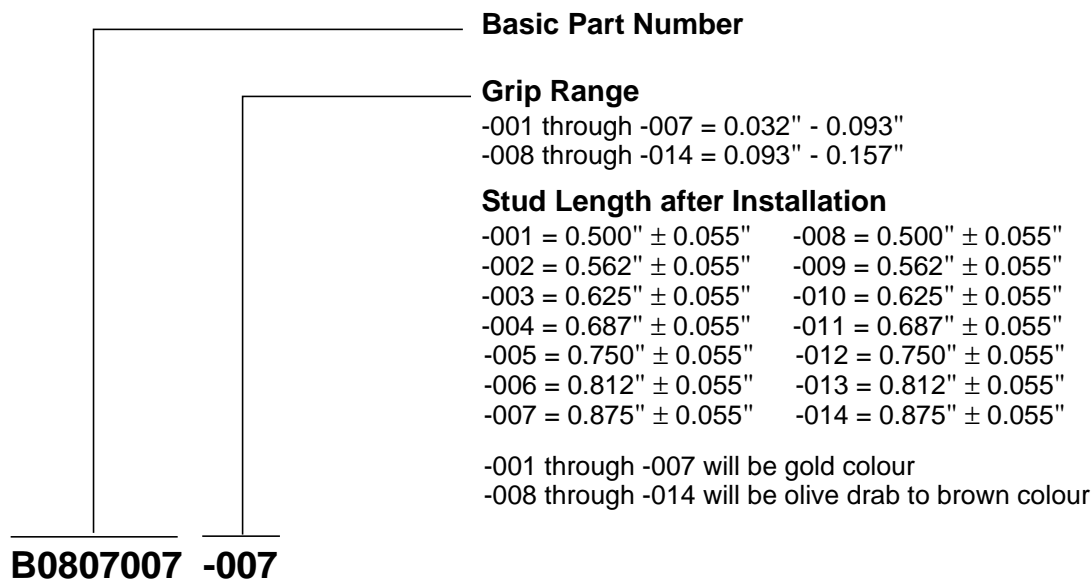 Basic Part Number
Grip Range
-001 through -007 = 0.032" - 0.093"
-008 through -014 = 0.093" - 0.157"
Stud Length after Installation
-001 = 0.500" ± 0.055" -008 = 0.500" ± 0.055"
-002 = 0.562" ± 0.055" -009 = 0.562" ± 0.055"
-003 = 0.625" ± 0.055" -010 = 0.625" ± 0.055"
-004 = 0.687" ± 0.055" -011 = 0.687" ± 0.055"
-005 = 0.750" ± 0.055" -012 = 0.750" ± 0.055"
-006 = 0.812" ± 0.055" -013 = 0.812" ± 0.055"
-007 = 0.875" ± 0.055" -014 = 0.875" ± 0.055"
-001 through -007 will be gold colour
-008 through -014 will be olive drab to brown colour
B0807007 -007